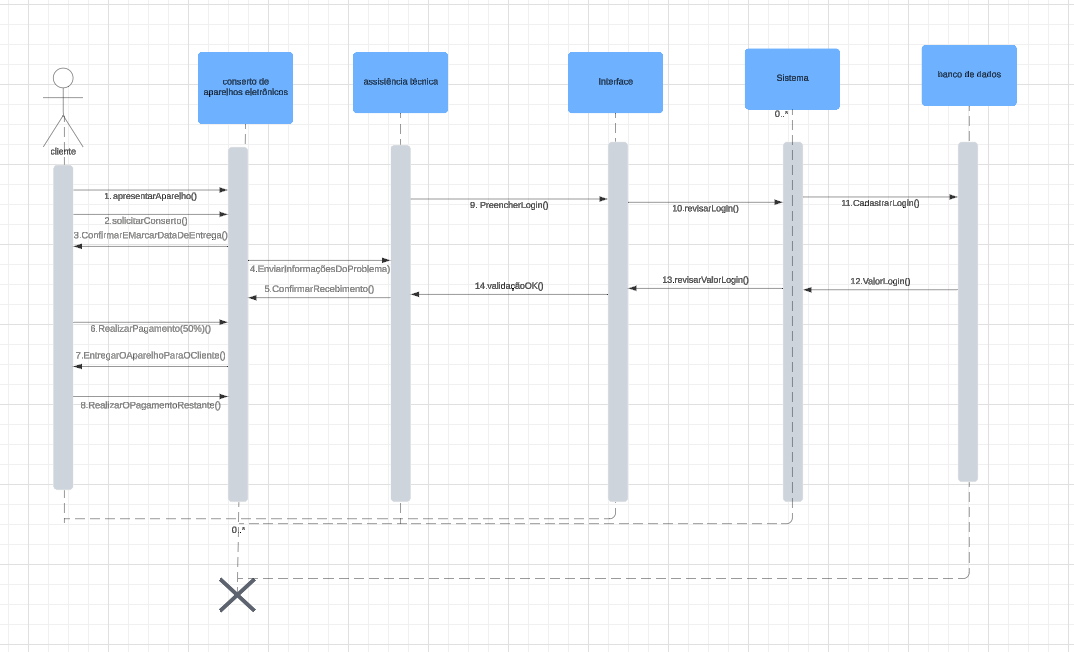 conserto de
aparelhos eletrônicos
assistência técnica
Interface
Sistema
banco de dados
0..*
cliente
1. apresentarAparelho()
2.solicitarConserto()
3.ConfirmarEMarcarDataDeEntrega()
4.EnviarInformaçõesDoProblema)
5.ConfirmarRecebimento()
6.RealizarPagamento(50%)()
7.EntregarOAparelhoParaOCliente()
8.RealizarOPagamentoRestante()
9. PreencherLogin()
10.revisarLogin()
11.CadastrarLogin()
12.ValorLogin()
13.revisarValorLogin()
14.validaçãoOK()
0..*